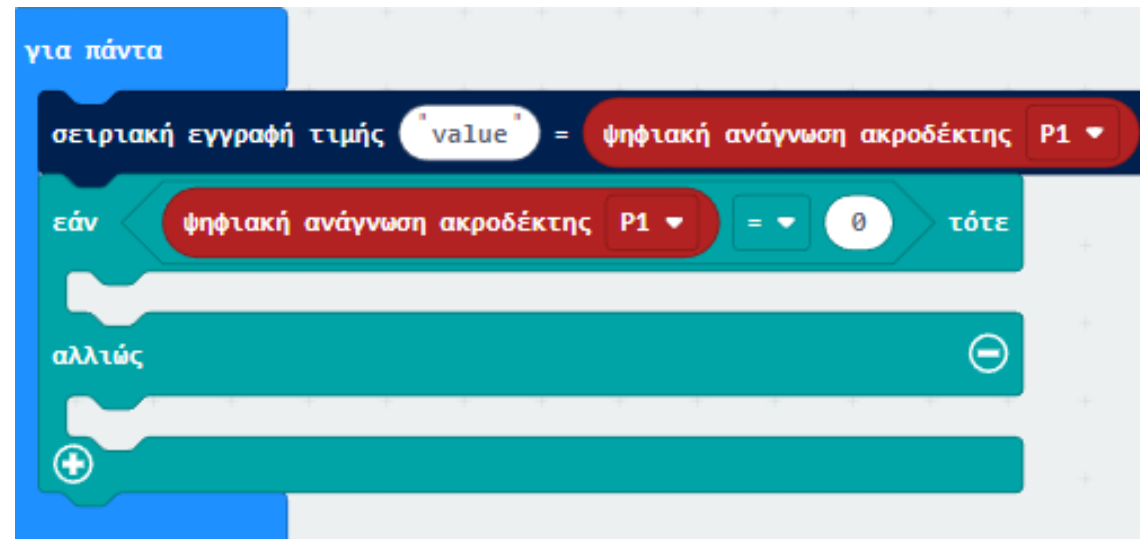 για πάντα
σειριακή εγγραφή τιμής "value" = ψηφιακή ανάγνωση ακροδέκτης P1
εάν ψηφιακή ανάγνωση ακροδέκτης P1 = 0 τότε
αλλιώς